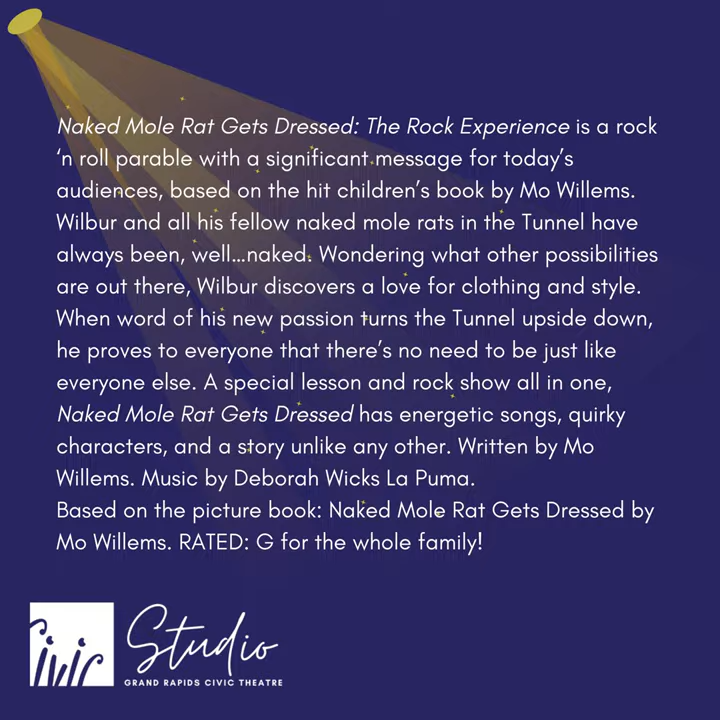 Naked Mole Rat Gets Dressed: The Rock Experience is a rock
‘n roll parable with a significant message for today’s
audiences, based on the hit children’s book by Mo Willems.
Wilbur and all his fellow naked mole rats in the Tunnel have
always been, well...naked. Wondering what other possibilities
are out there, Wilbur discovers a love for clothing and style.
When word of his new passion turns the Tunnel upside down,
he proves to everyone that there’s no need to be just like
everyone else. A special lesson and rock show all in one,
Naked Mole Rat Gets Dressed has energetic songs, quirky
characters, and a story unlike any other. Written by Mo
Willems. Music by Deborah Wicks La Puma.
Based on the picture book: Naked Mole Rat Gets Dressed by
Mo Willems. RATED: G for the whole family!
Civic Studio
GRAND RAPIDS CIVIC THEATRE